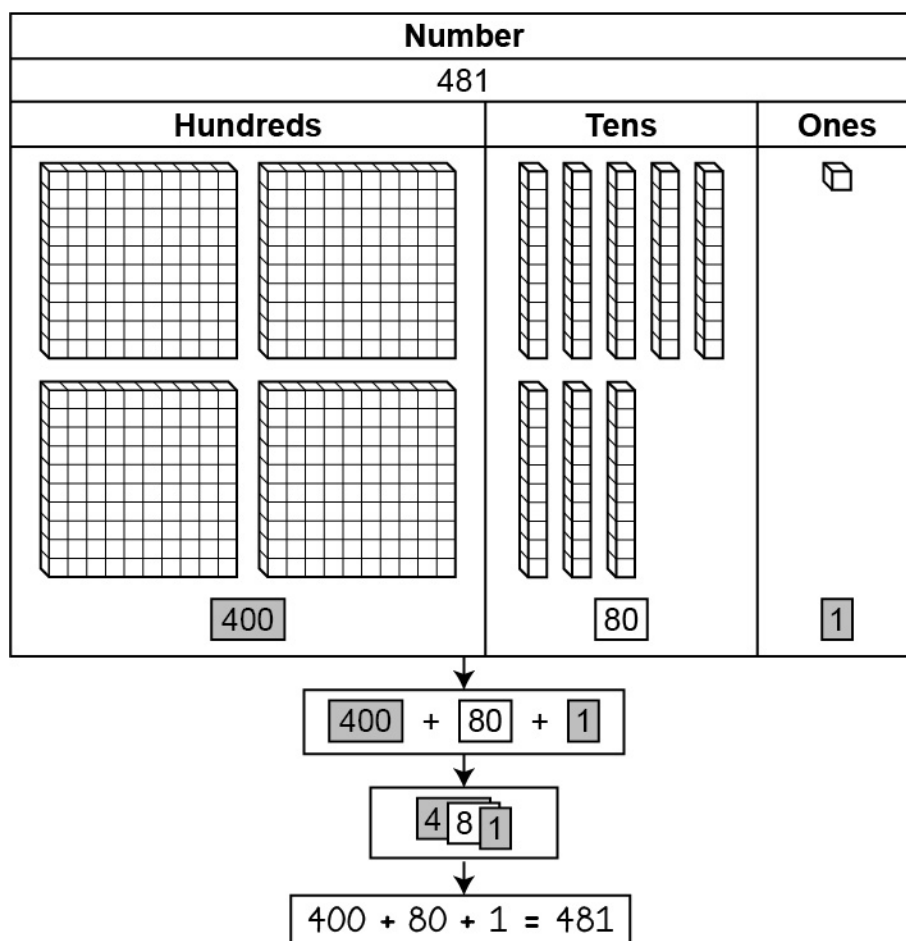 Number
481
Hundreds Tens Ones
400 80 1
400 + 80 + 1
4 8 1
400 + 80 + 1 = 481